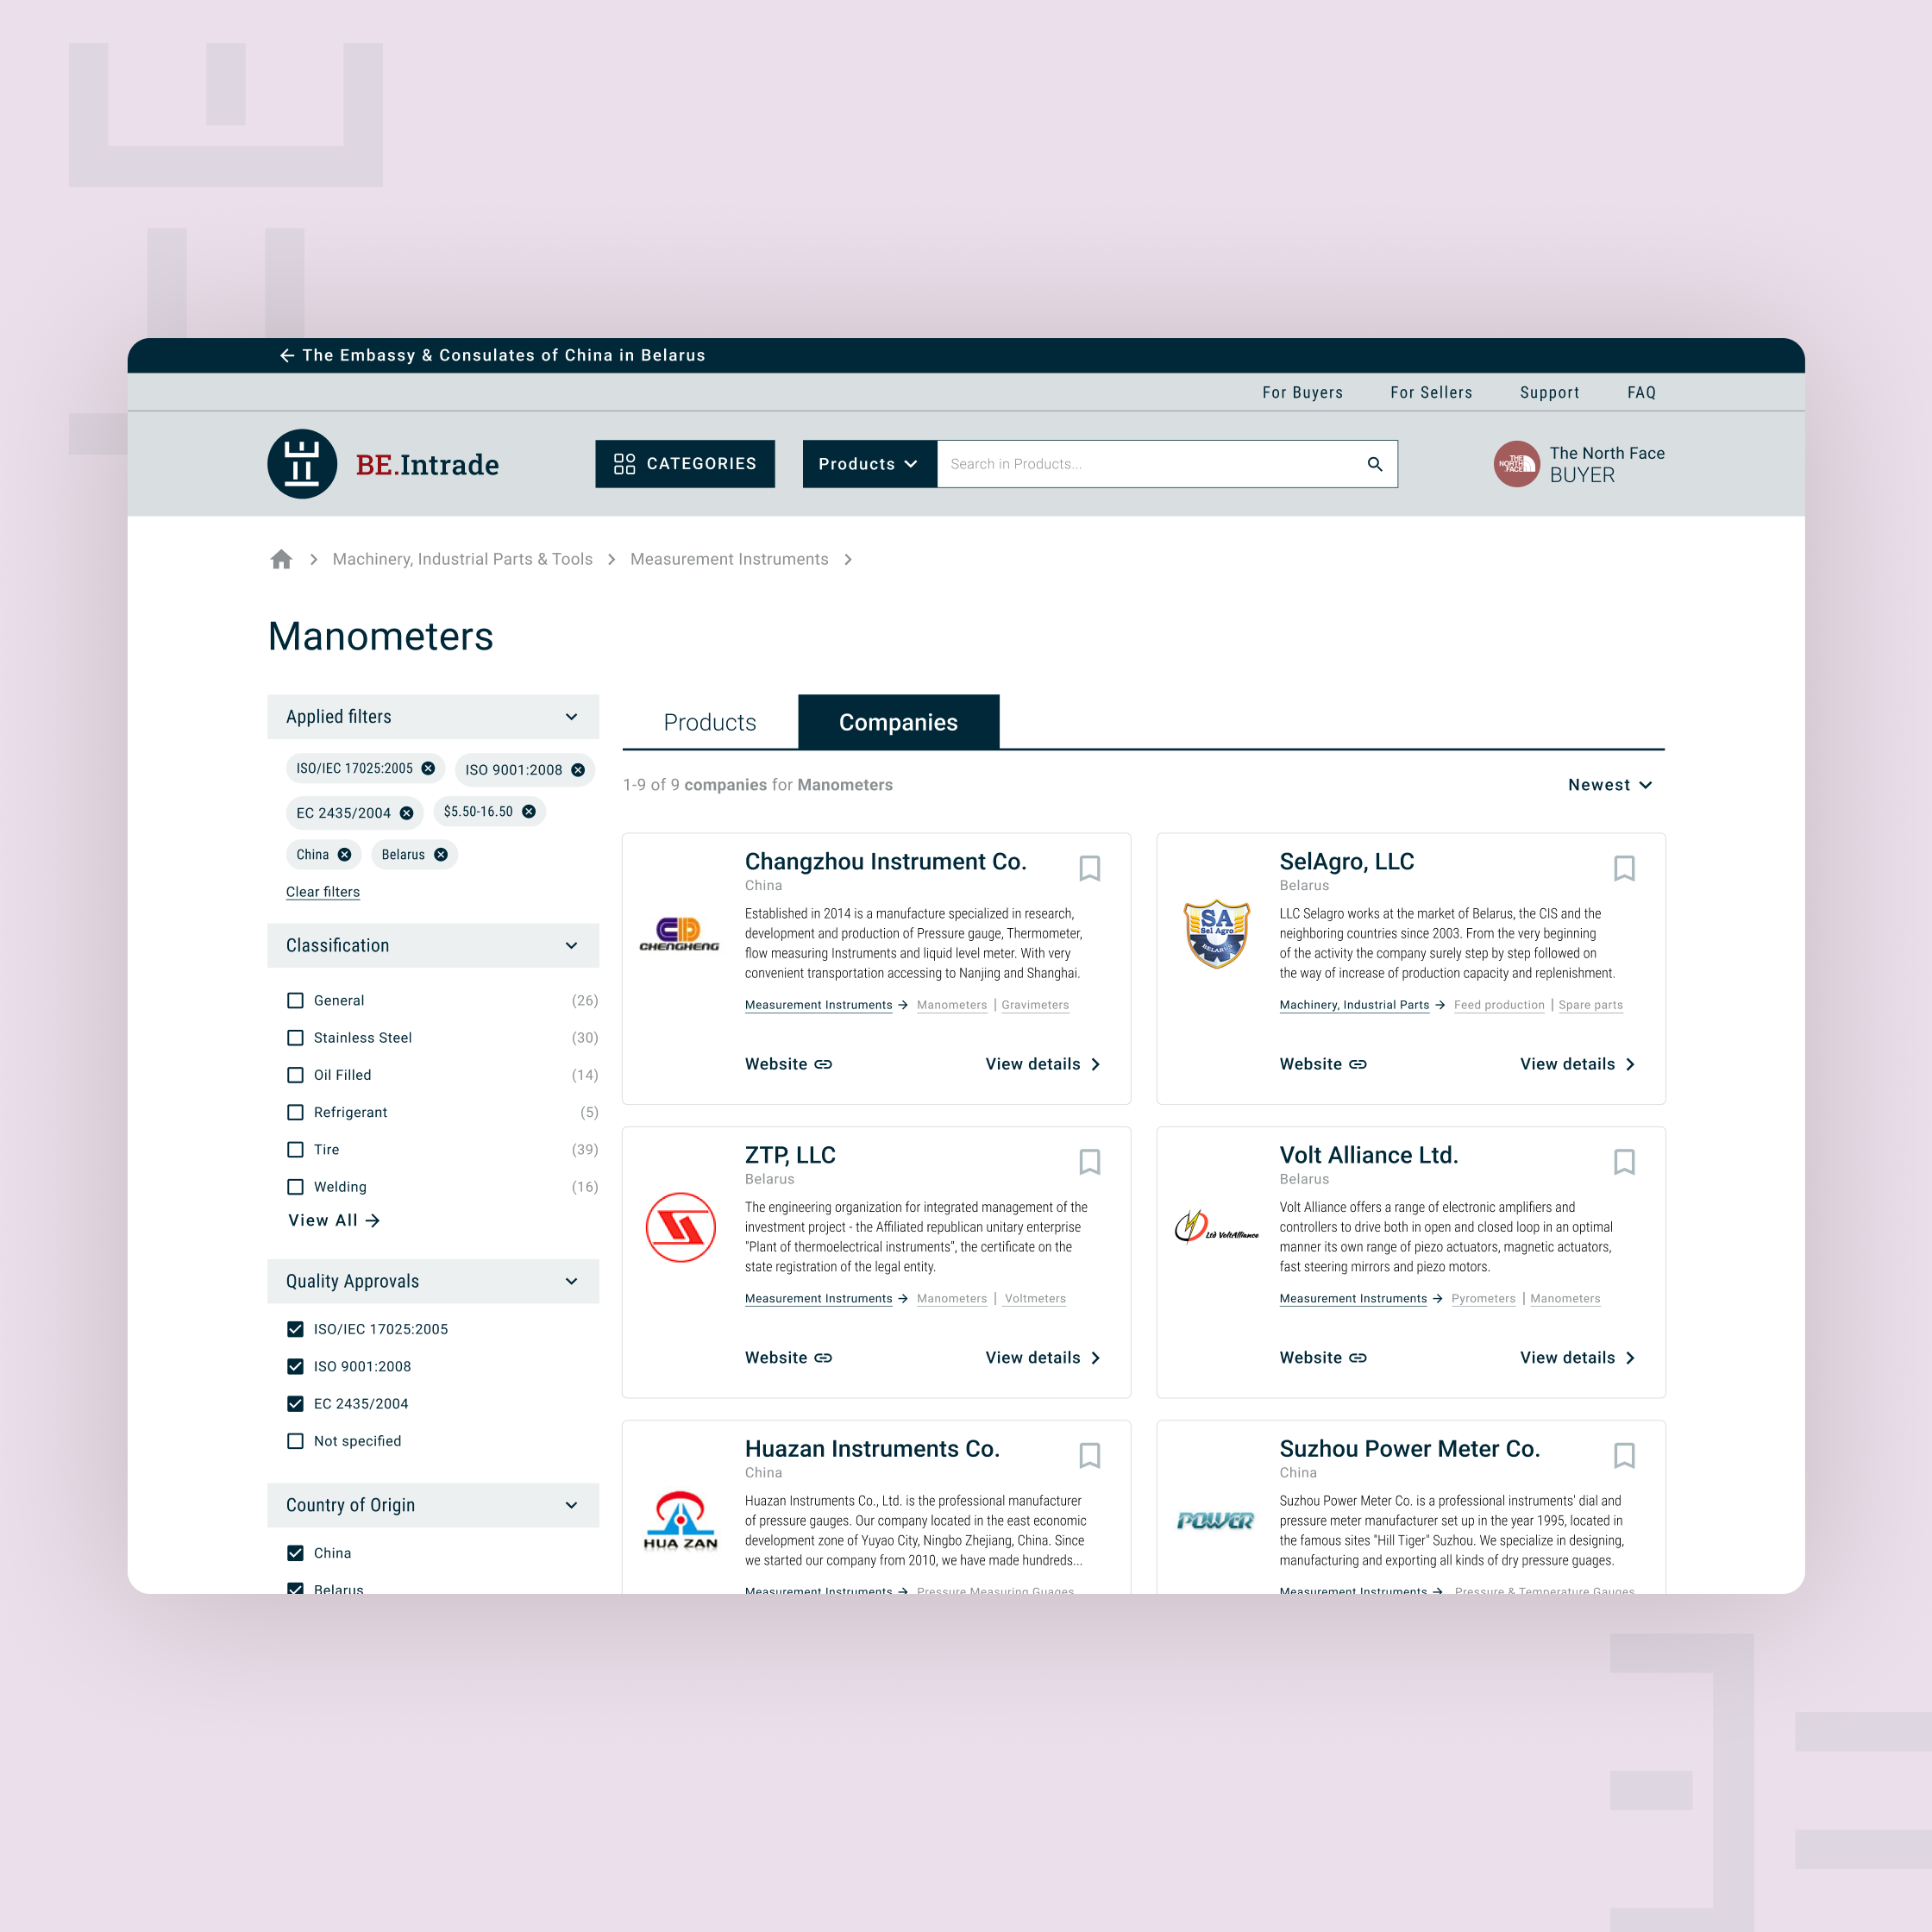 The Embassy & Consulates of China in Belarus
For Buyers For Sellers Support FAQ
BE.Intrade
CATEGORIES
Products
Search in Products...
THE NORTH FACE
The North Face
BUYER
Machinery, Industrial Parts & Tools
Measurement Instruments
Manometers
Applied filters
ISO/IEC 17025:2005
ISO 9001:2008
EC 2435/2004
$5.50-16.50
China
Belarus
Clear filters
Classification
General (26)
Stainless Steel (30)
Oil Filled (14)
Refrigerant (5)
Tire (39)
Welding (16)
View All
Quality Approvals
ISO/IEC 17025:2005
ISO 9001:2008
EC 2435/2004
Not specified
Country of Origin
China
Belarus
Products
Companies
1-9 of 9 companies for Manometers
Newest
CHENGHENG
Changzhou Instrument Co.
China
Established in 2014 is a manufacture specialized in research,
development and production of Pressure gauge, Thermometer,
flow measuring Instruments and liquid level meter. With very
convenient transportation accessing to Nanjing and Shanghai.
Measurement Instruments Manometers | Gravimeters
Website
View details
SA
Sel Agro
BELARUS
SelAgro, LLC
Belarus
LLC Selagro works at the market of Belarus, the CIS and the
neighboring countries since 2003. From the very beginning
of the activity the company surely step by step followed on
the way of increase of production capacity and replenishment.
Machinery, Industrial Parts Feed production | Spare parts
Website
View details
ZTP, LLC
Belarus
The engineering organization for integrated management of the
investment project - the Affiliated republican unitary enterprise
"Plant of thermoelectrical instruments", the certificate on the
state registration of the legal entity.
Measurement Instruments Manometers | Voltmeters
Website
View details
Ltd VoltAlliance
Volt Alliance Ltd.
Belarus
Volt Alliance offers a range of electronic amplifiers and
controllers to drive both in open and closed loop in an optimal
manner its own range of piezo actuators, magnetic actuators,
fast steering mirrors and piezo motors.
Measurement Instruments Pyrometers | Manometers
Website
View details
HUA ZAN
Huazan Instruments Co.
China
Huazan Instruments Co., Ltd. is the professional manufacturer
of pressure gauges. Our company located in the east economic
development zone of Yuyao City, Ningbo Zhejiang, China. Since
we started our company from 2010, we have made hundreds...
Measurement Instruments Pressure Measuring Guages
POWER
Suzhou Power Meter Co.
China
Suzhou Power Meter Co. is a professional instruments' dial and
pressure meter manufacturer set up in the year 1995, located in
the famous sites "Hill Tiger" Suzhou. We specialize in designing,
manufacturing and exporting all kinds of dry pressure guages.
Measurement Instruments Pressure & Temperature Gauges